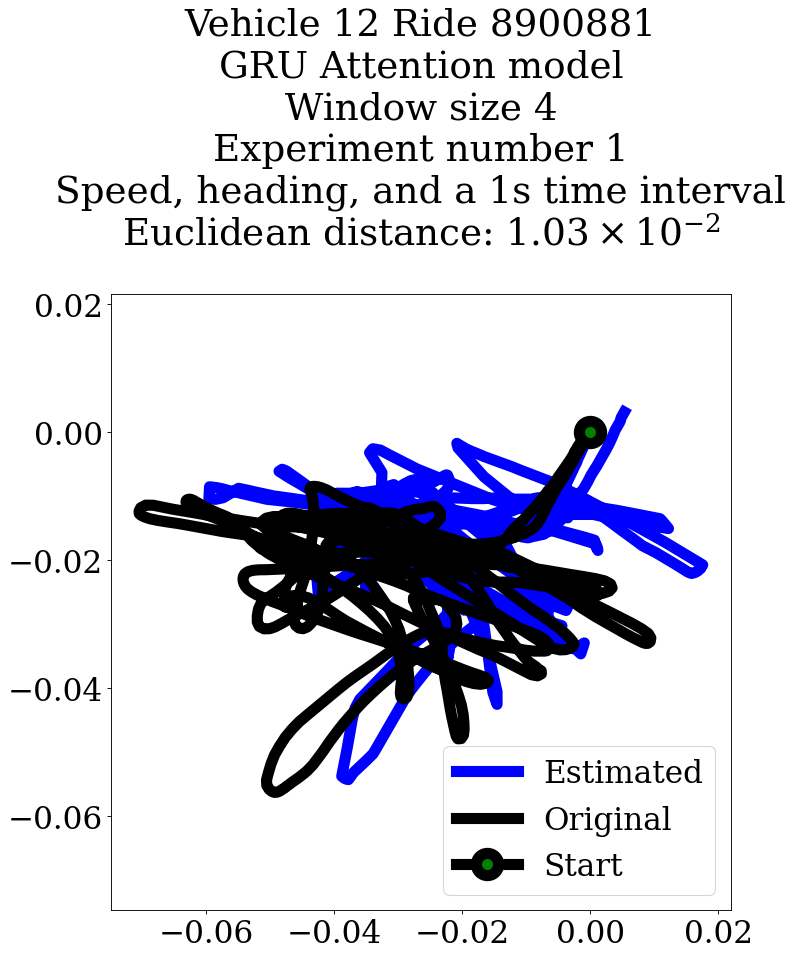 Vehicle 12 Ride 8900881
GRU Attention model
Window size 4
Experiment number 1
Speed, heading, and a 1s time interval
Euclidean distance: 1.03 × 10⁻²
0.02
0.00
−0.02
−0.04
−0.06
Estimated
Original
Start
−0.06 −0.04 −0.02 0.00 0.02